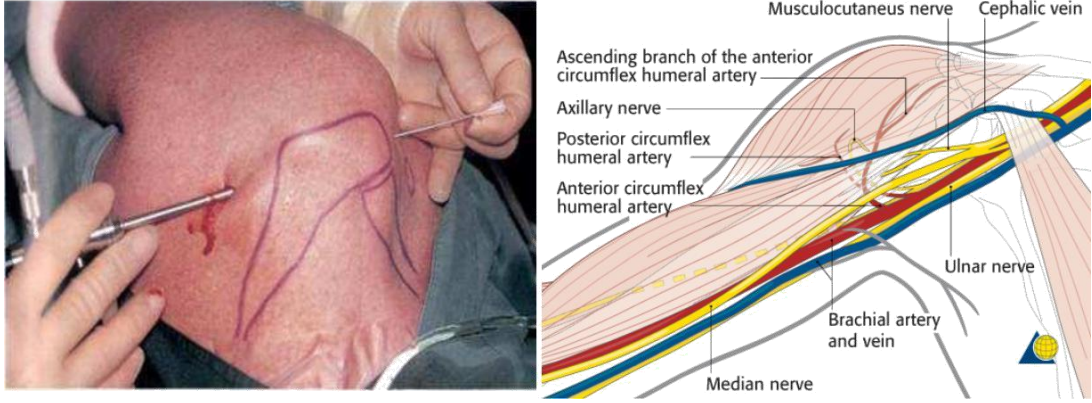 Musculocutaneus nerve
Cephalic vein
Ascending branch of the anterior
circumflex humeral artery
Axillary nerve
Posterior circumflex
humeral artery
Anterior circumflex
humeral artery
Ulnar nerve
Brachial artery
and vein
Median nerve